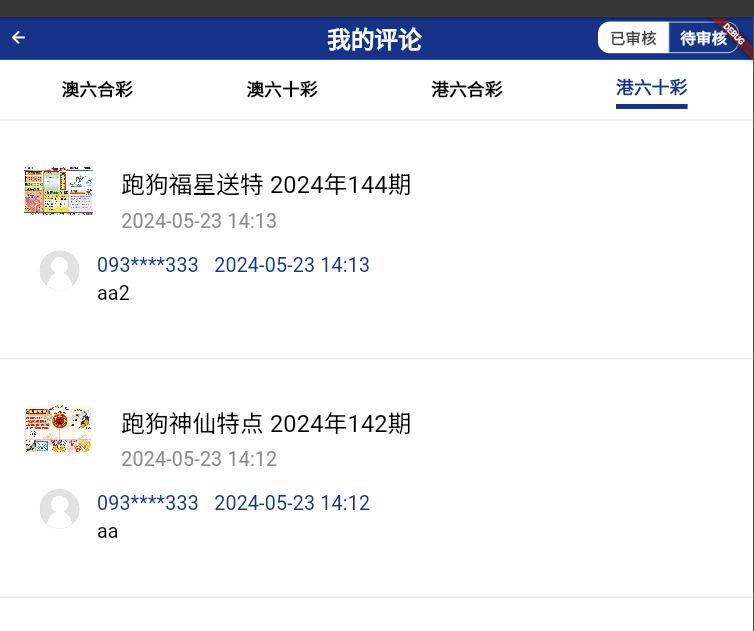 我的评论
已审核 待审核
DEBUG
澳六合彩 澳六十彩 港六合彩 港六十彩
跑狗福星送特 2024年144期
2024-05-23 14:13
093****333 2024-05-23 14:13
aa2
跑狗神仙特点 2024年142期
2024-05-23 14:12
093****333 2024-05-23 14:12
aa